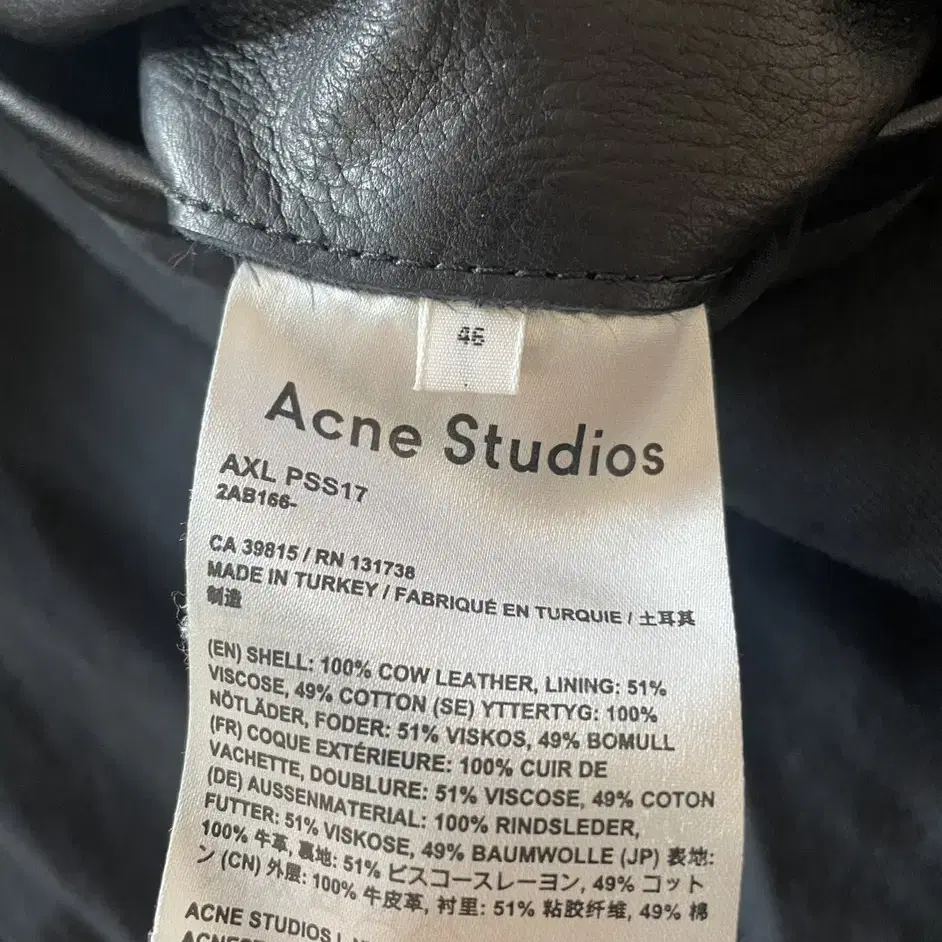 46
Acne Studios
AXL PSS17
2AB166-
CA 39815 / RN 131738
MADE IN TURKEY / FABRIQUÉ EN TURQUIE / 土耳其
制造
(EN) SHELL: 100% COW LEATHER, LINING: 51%
VISCOSE, 49% COTTON (SE) YTTERTYG: 100%
NÖTLÄDER, FODER: 51% VISKOS, 49% BOMULL
(FR) COQUE EXTÉRIEURE: 100% CUIR DE
VACHETTE, DOUBLURE: 51% VISCOSE, 49% COTON
(DE) AUSSENMATERIAL: 100% RINDSLEDER,
FUTTER: 51% VISKOSE, 49% BAUMWOLLE (JP) 表地:
100% 牛革, 裏地: 51% ビスコースレーヨン, 49% コット
ン (CN) 外层: 100% 牛皮革, 衬里: 51% 粘胶纤维, 49% 棉
ACNE STUDIOS